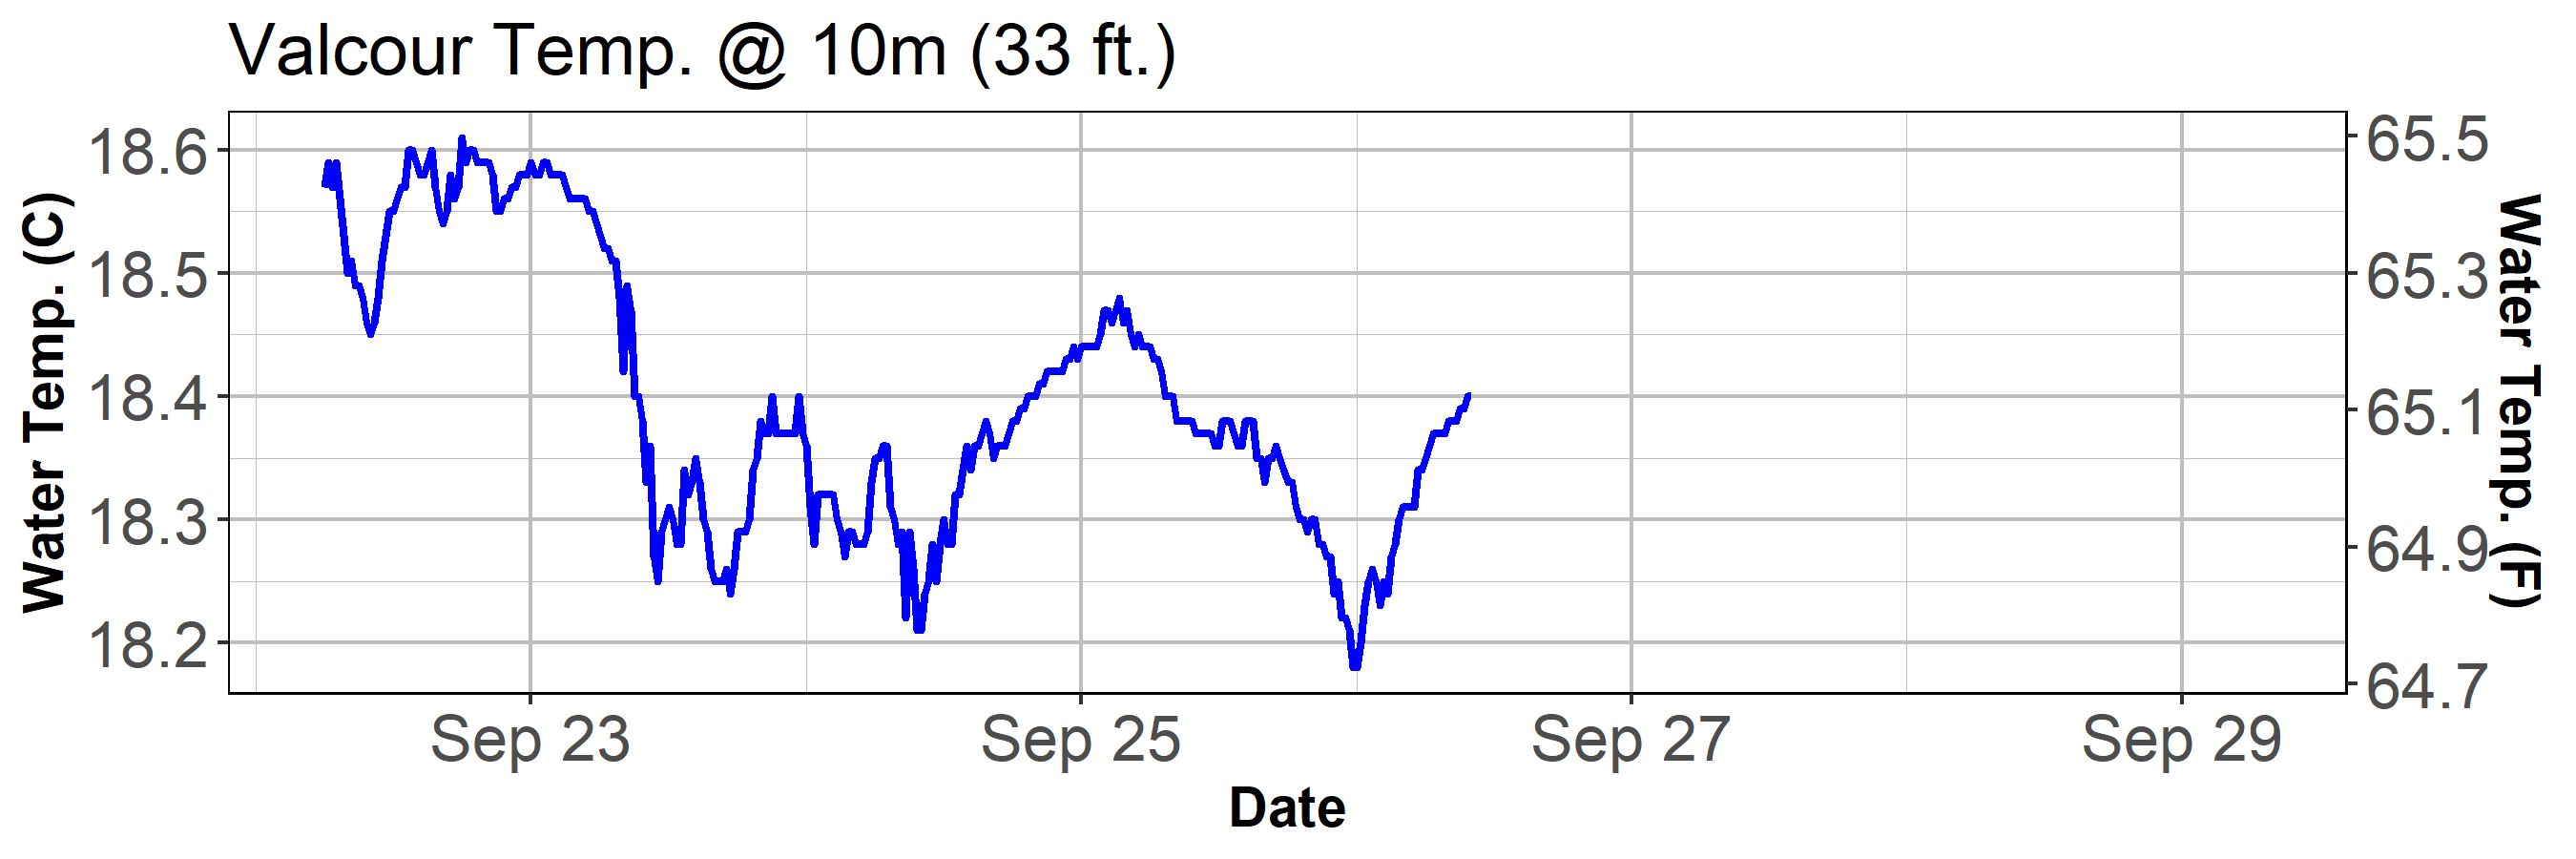 Valcour Temp. @ 10m (33 ft.)
Water Temp. (C)
18.6
18.5
18.4
18.3
18.2
65.5
65.3
65.1
64.9
64.7
Water Temp. (F)
Sep 23
Sep 25
Sep 27
Sep 29
Date